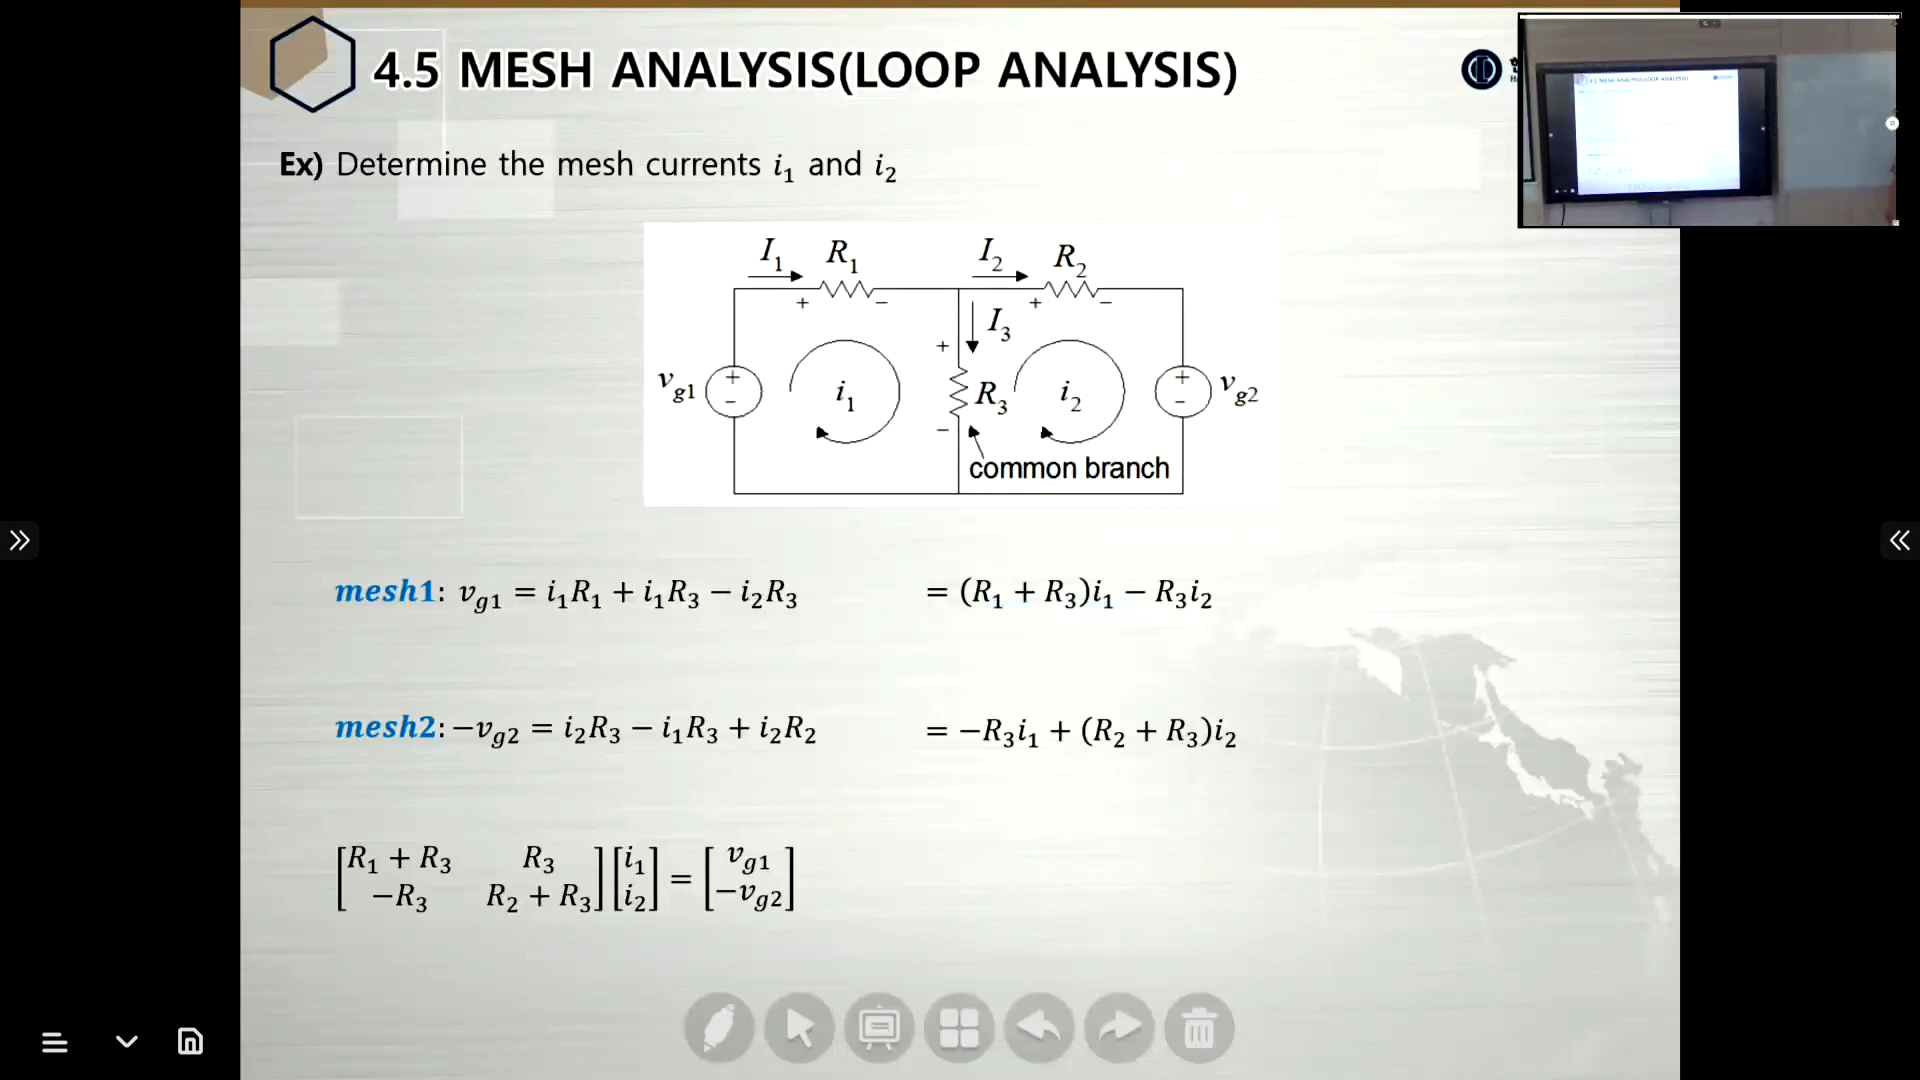 4.5 MESH ANALYSIS(LOOP ANALYSIS)
Ex) Determine the mesh currents i₁ and i₂
I₁ R₁ I₂ R₂
+ − + −
I₃
+
v_g1 + − i₁ R₃ i₂ + − v_g2
−
common branch
mesh1: v_g1 = i₁R₁ + i₁R₃ − i₂R₃ = (R₁ + R₃)i₁ − R₃i₂
mesh2: −v_g2 = i₂R₃ − i₁R₃ + i₂R₂ = −R₃i₁ + (R₂ + R₃)i₂
[R₁ + R₃ R₃] [i₁] = [v_g1]
[−R₃ R₂ + R₃] [i₂] [−v_g2]